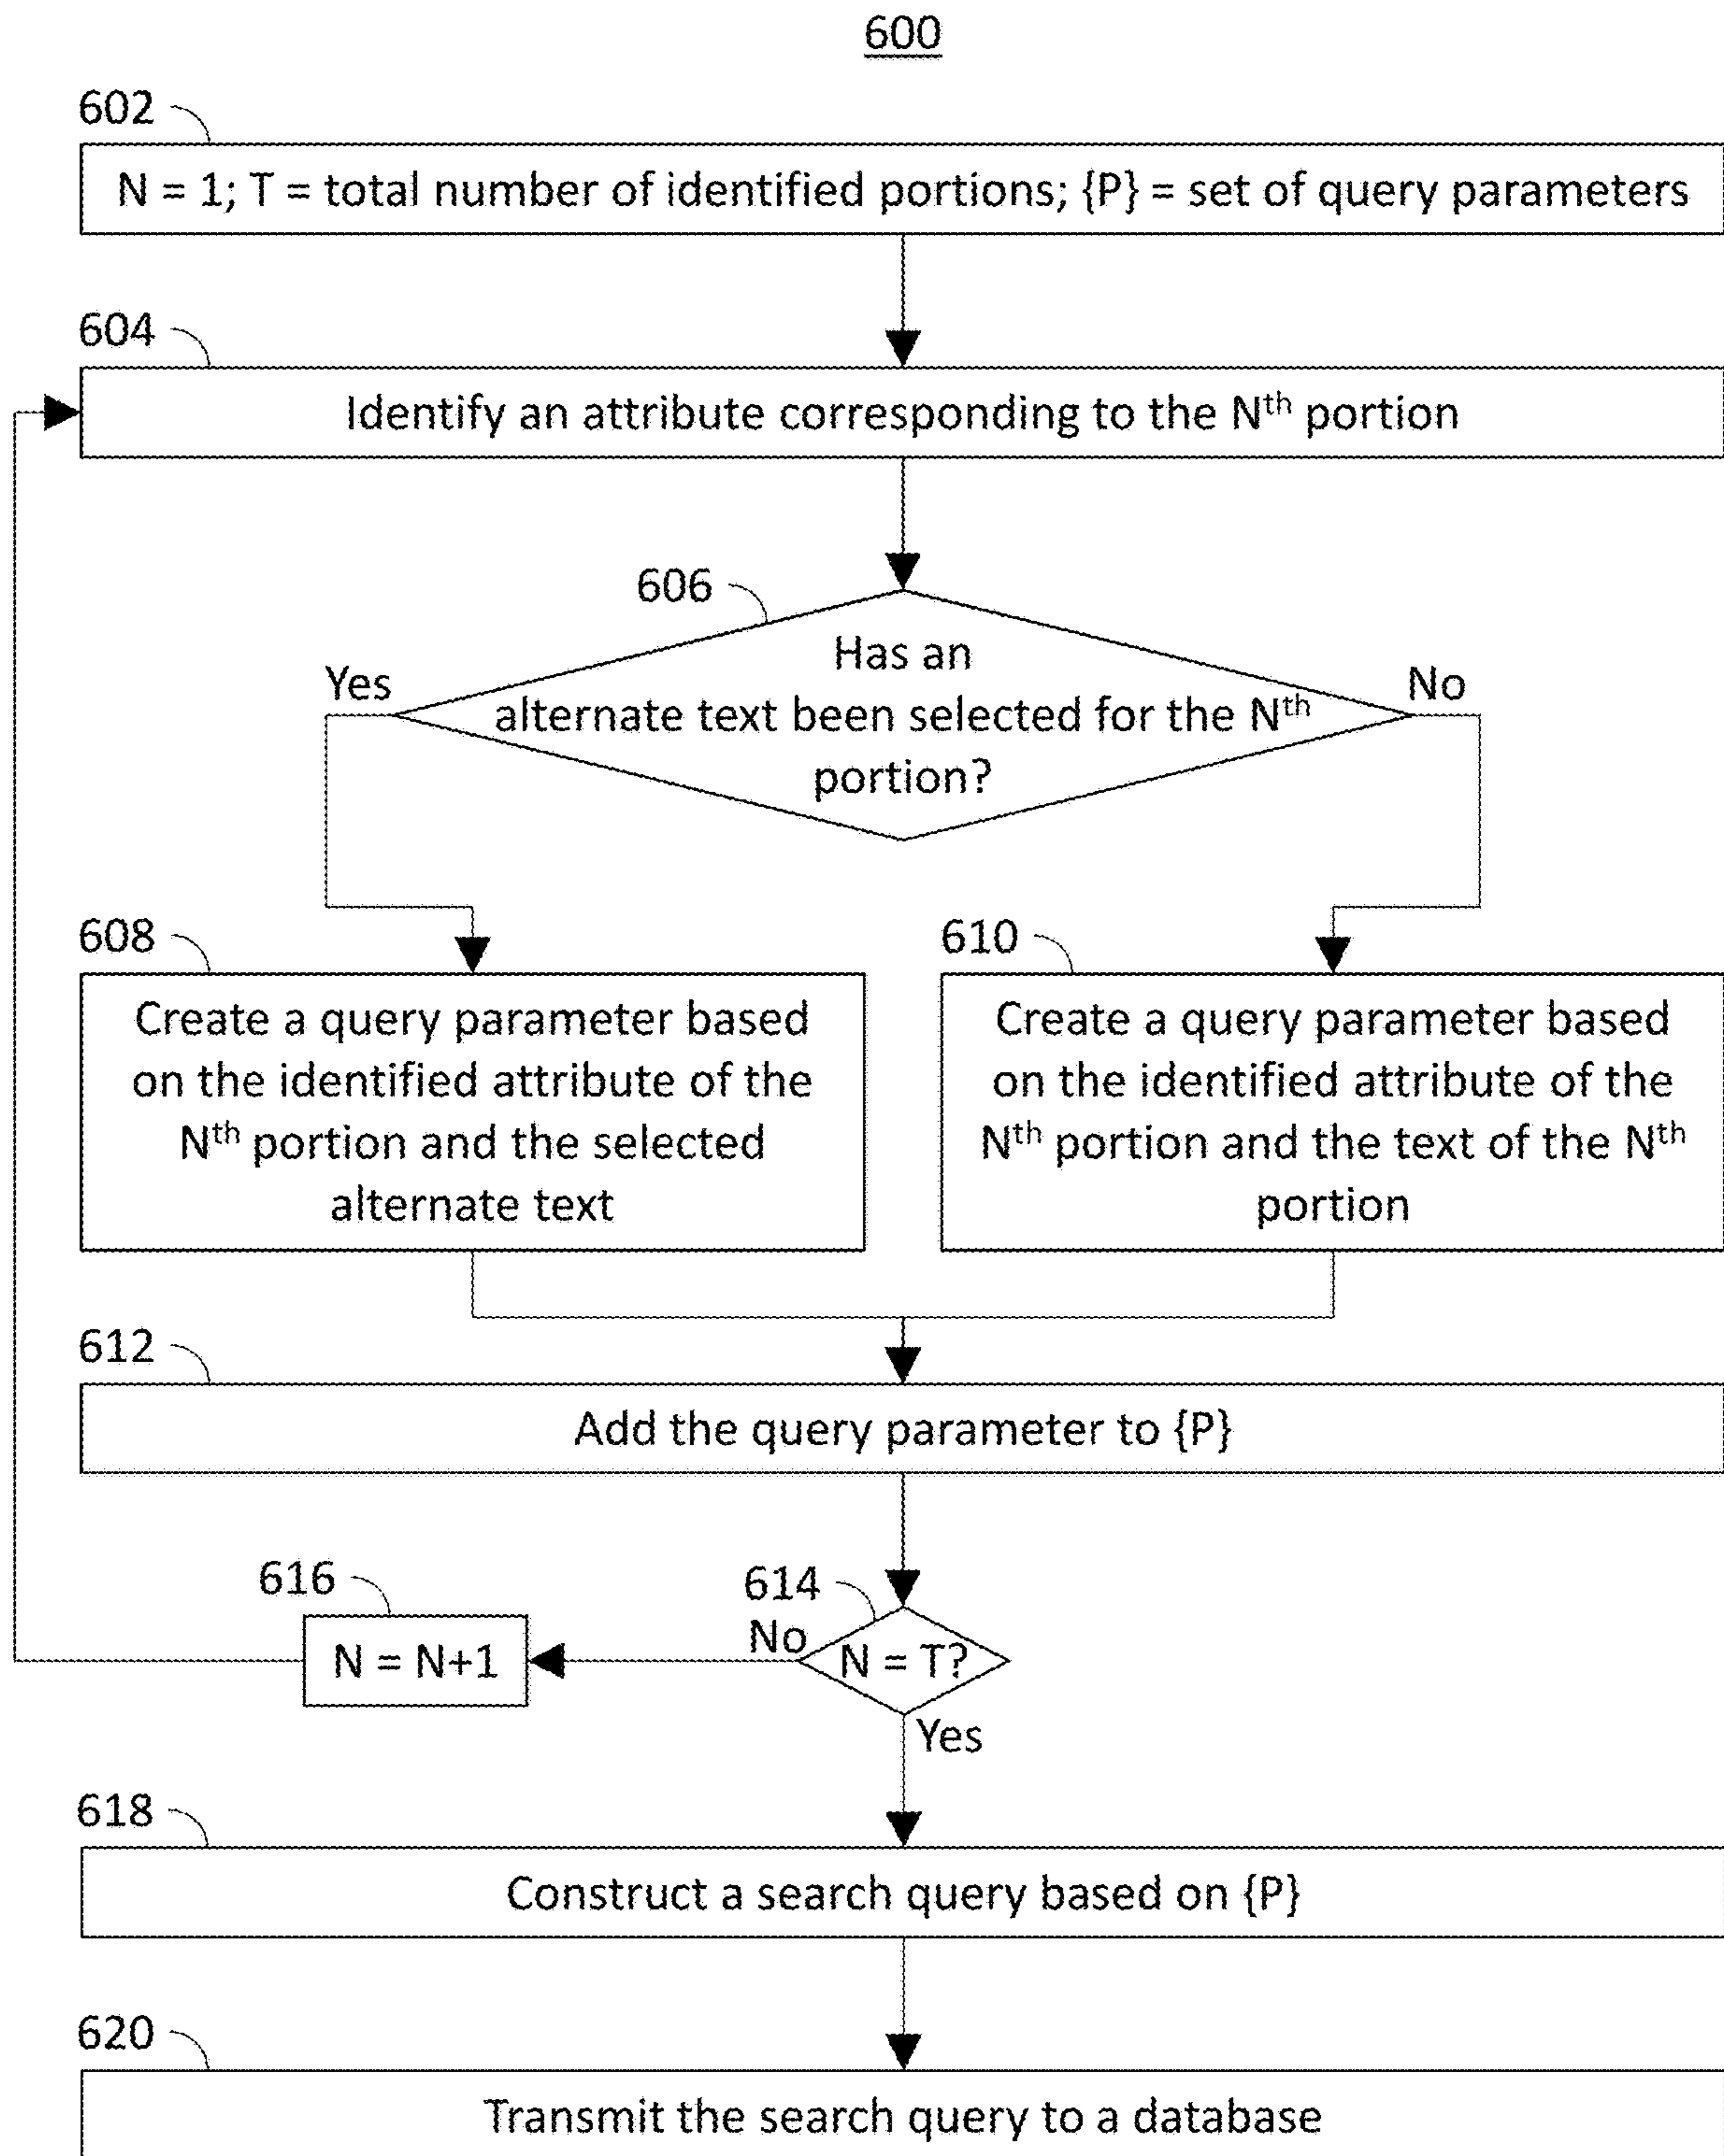 600
602
N = 1; T = total number of identified portions; {P} = set of query parameters
604
Identify an attribute corresponding to the Nth portion
606
Has an
Yes
No
alternate text been selected for the Nth
portion?
608
610
Create a query parameter based
on the identified attribute of the
Nth portion and the selected
alternate text
Create a query parameter based
on the identified attribute of the
Nth portion and the text of the Nth
portion
612
Add the query parameter to {P}
616
614
No
N = N+1
N = T?
Yes
618
Construct a search query based on {P}
620
Transmit the search query to a database